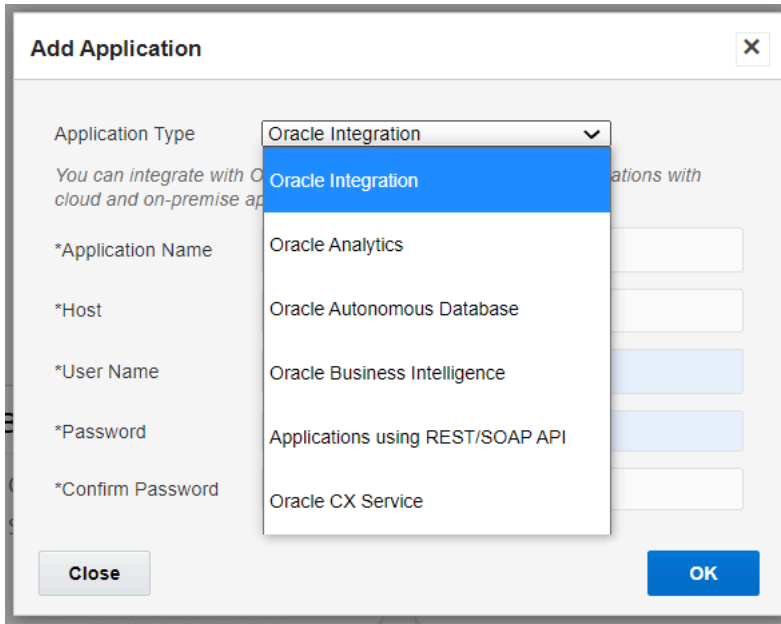 Add Application
Application Type
Oracle Integration
You can integrate with O
ations with
cloud and on-premise ap
Oracle Integration
Oracle Analytics
*Application Name
*Host
Oracle Autonomous Database
*User Name
Oracle Business Intelligence
*Password
Applications using REST/SOAP API
*Confirm Password
Oracle CX Service
Close
OK